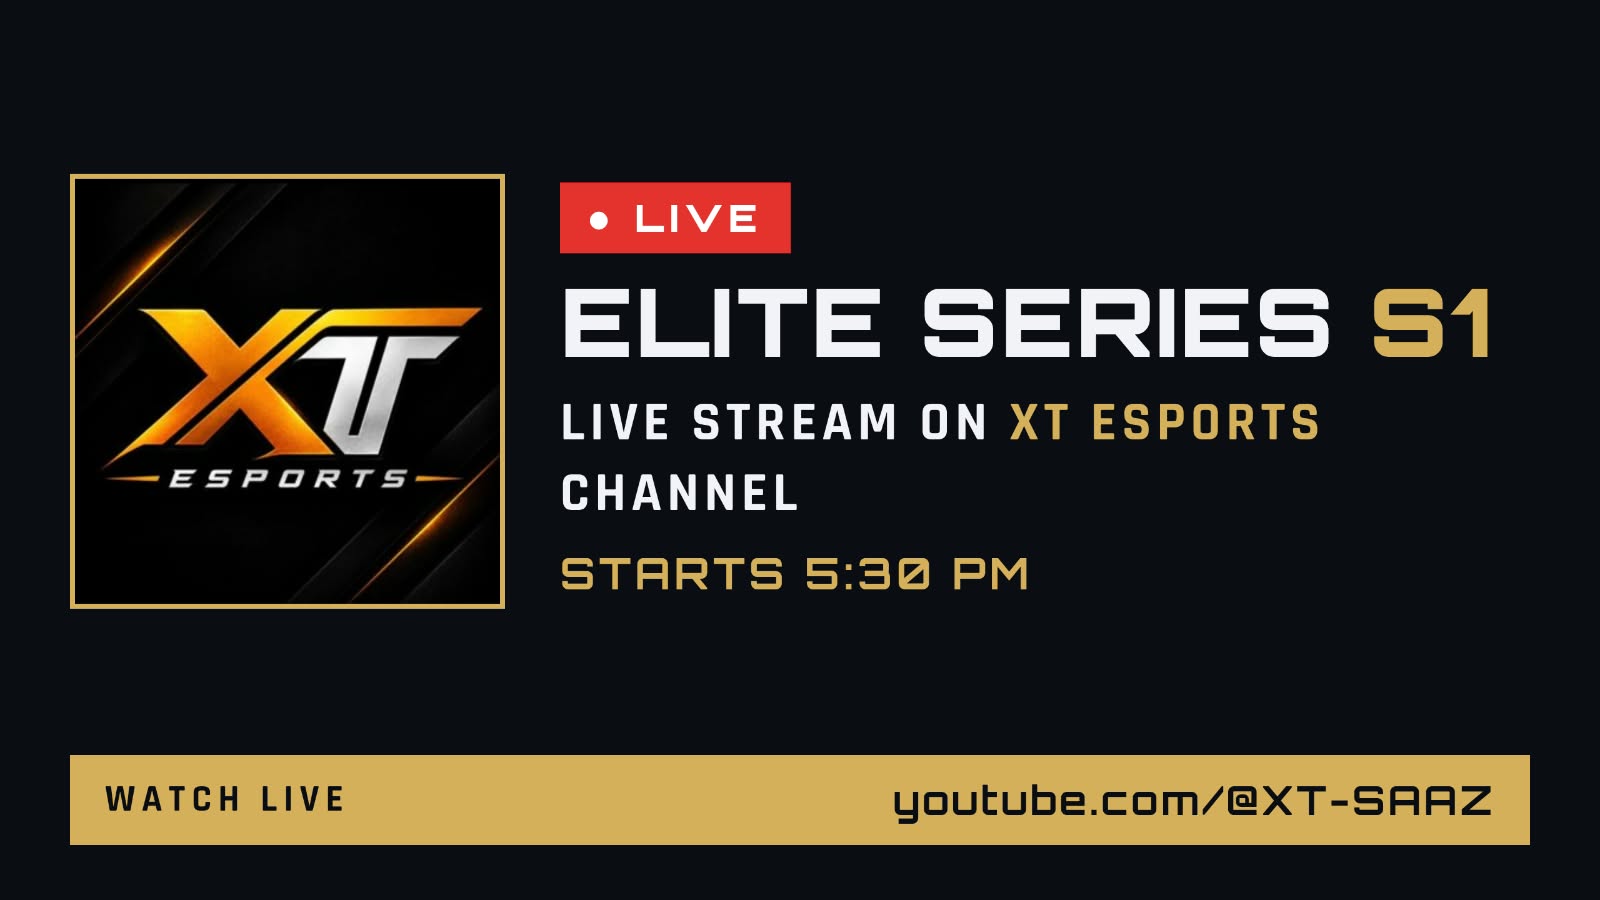 XT
ESPORTS
● LIVE
ELITE SERIES S1
LIVE STREAM ON XT ESPORTS
CHANNEL
STARTS 5:30 PM
WATCH LIVE
youtube.com/@XT-SAAZ